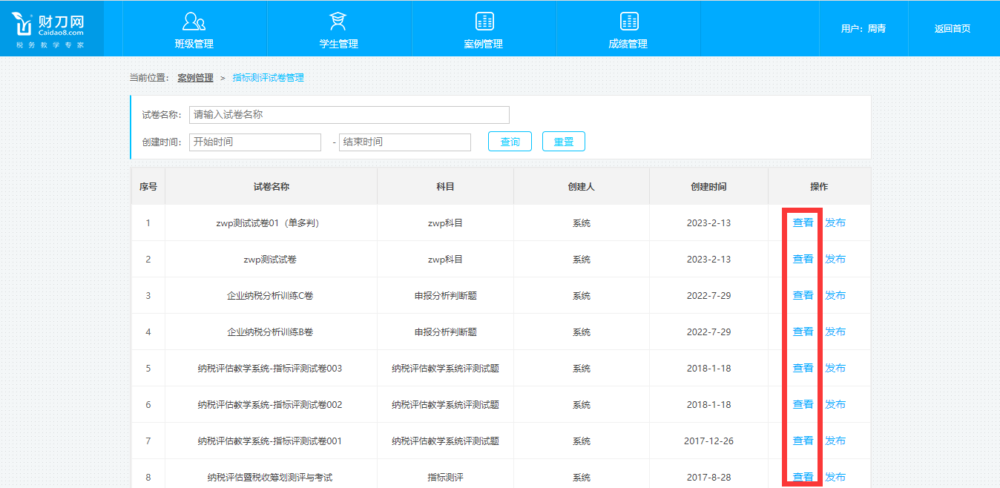 财刀网
Caidao8.com
税务教学专家
班级管理
学生管理
案例管理
成绩管理
用户：周青
返回首页
当前位置： 案例管理 > 指标测评试卷管理
试卷名称： 请输入试卷名称
创建时间： 开始时间 - 结束时间 查询 重置
序号 试卷名称 科目 创建人 创建时间 操作
1 zwp测试试卷01（单多判） zwp科目 系统 2023-2-13 查看 发布
2 zwp测试试卷 zwp科目 系统 2023-2-13 查看 发布
3 企业纳税分析训练C卷 申报分析判断题 系统 2022-7-29 查看 发布
4 企业纳税分析训练B卷 申报分析判断题 系统 2022-7-29 查看 发布
5 纳税评估教学系统-指标评测试卷003 纳税评估教学系统评测试题 系统 2018-1-18 查看 发布
6 纳税评估教学系统-指标评测试卷002 纳税评估教学系统评测试题 系统 2018-1-18 查看 发布
7 纳税评估教学系统-指标评测试卷001 纳税评估教学系统评测试题 系统 2017-12-26 查看 发布
8 纳税评估暨税收筹划测评与考试 指标测评 系统 2017-8-28 查看 发布